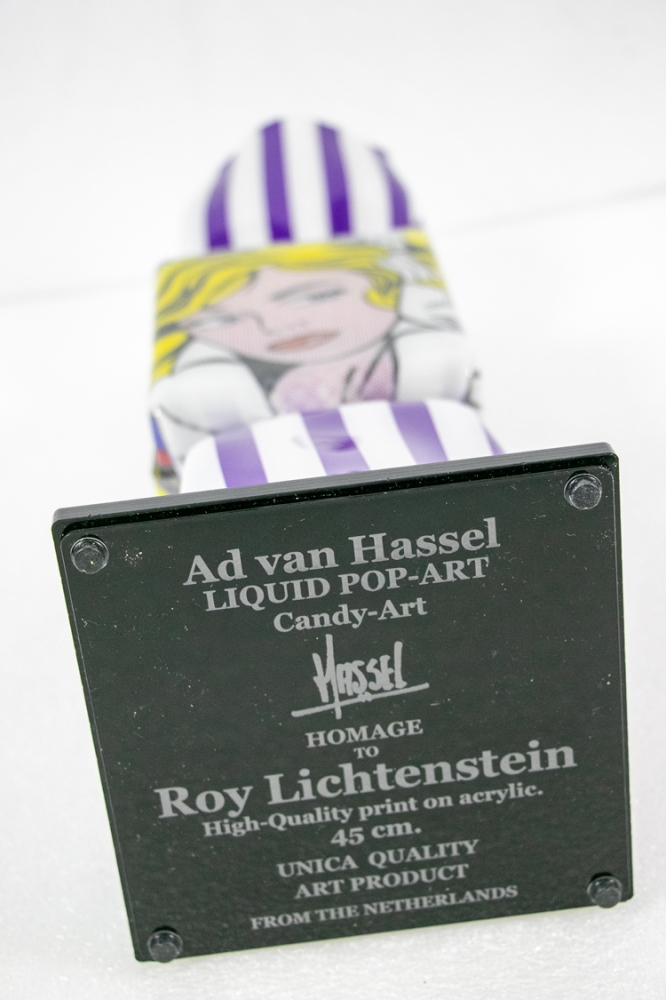 Ad van Hassel
LIQUID POP-ART
Candy-Art
HASSEL
HOMAGE
TO
Roy Lichtenstein
High-Quality print on acrylic.
45 cm.
UNICA QUALITY
ART PRODUCT
FROM THE NETHERLANDS